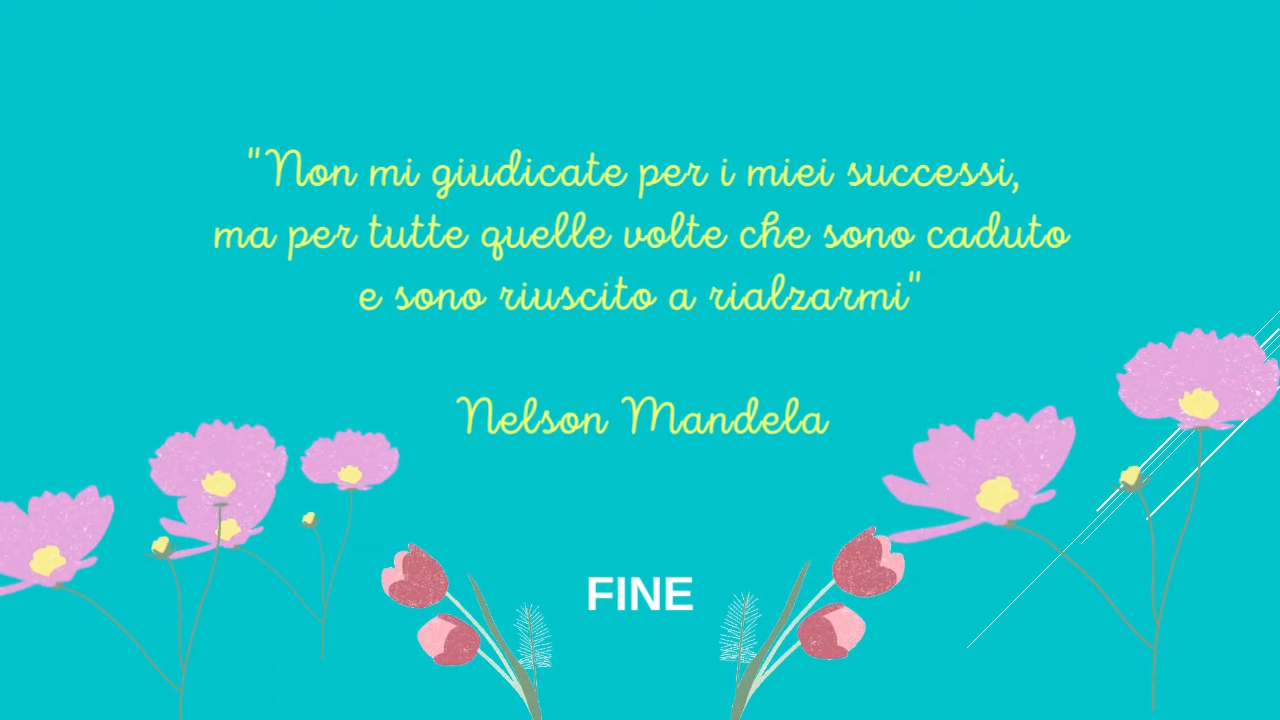 "Non mi giudicate per i miei successi,
ma per tutte quelle volte che sono caduto
e sono riuscito a rialzarmi"
Nelson Mandela
FINE